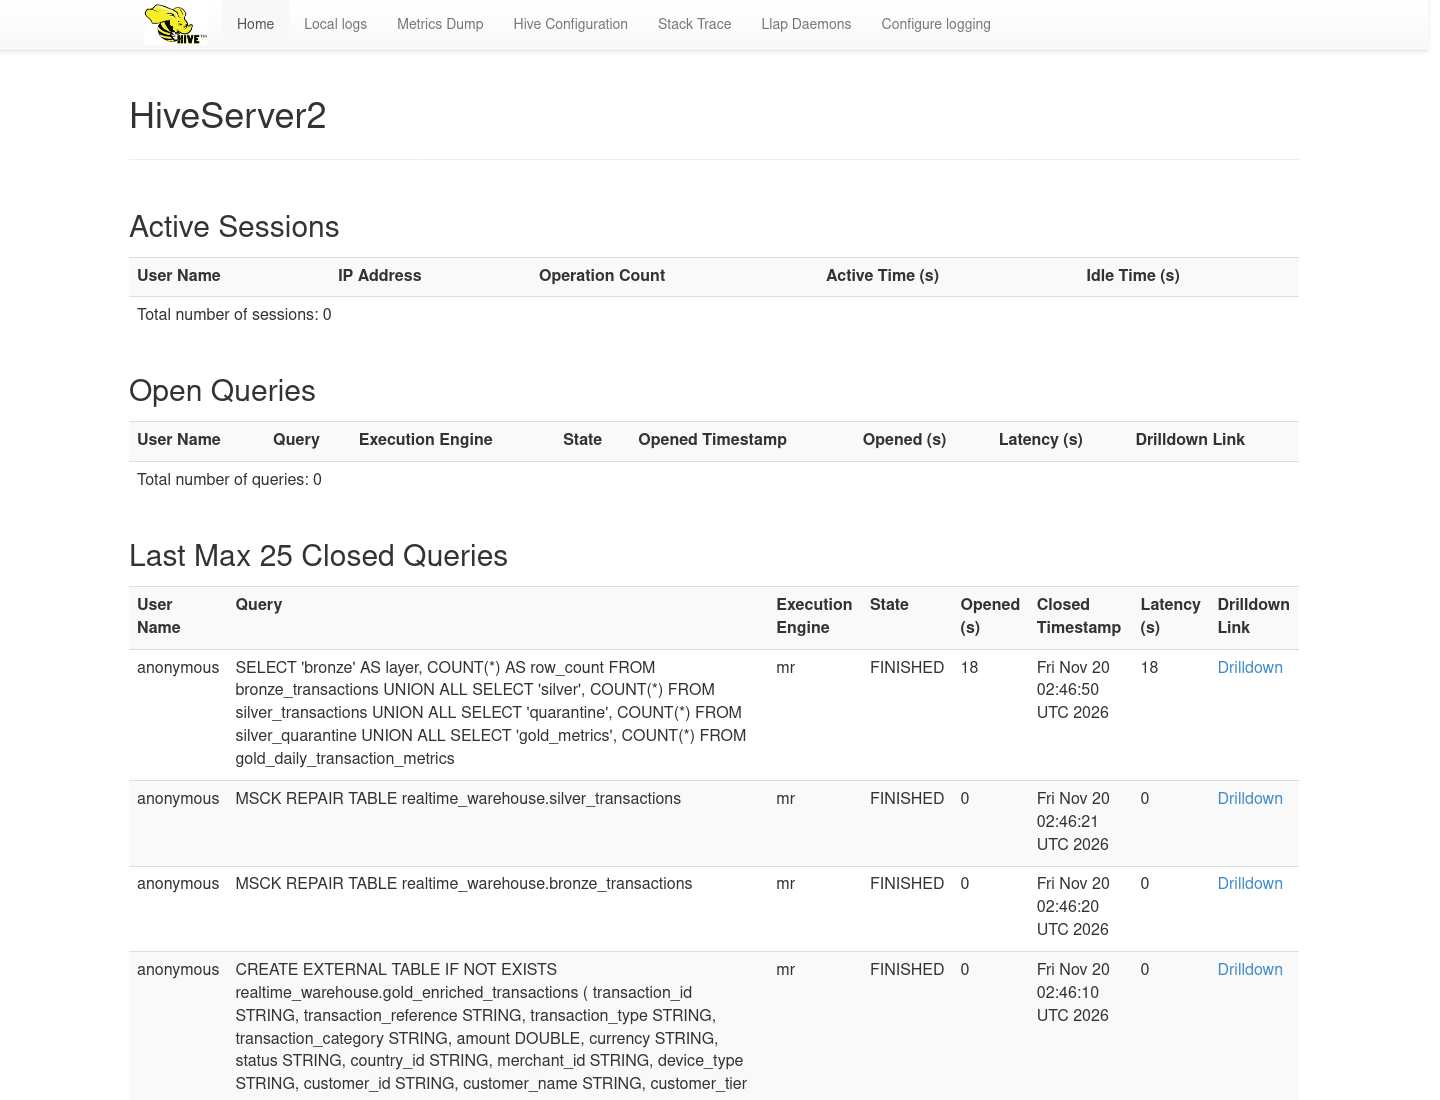 HIVE™
Home Local logs Metrics Dump Hive Configuration Stack Trace Llap Daemons Configure logging
HiveServer2
Active Sessions
User Name IP Address Operation Count Active Time (s) Idle Time (s)
Total number of sessions: 0
Open Queries
User Name Query Execution Engine State Opened Timestamp Opened (s) Latency (s) Drilldown Link
Total number of queries: 0
Last Max 25 Closed Queries
User Query Execution State Opened Closed Latency Drilldown
Name Engine (s) Timestamp (s) Link
anonymous SELECT 'bronze' AS layer, COUNT(*) AS row_count FROM mr FINISHED 18 Fri Nov 20 18 Drilldown
bronze_transactions UNION ALL SELECT 'silver', COUNT(*) FROM 02:46:50
silver_transactions UNION ALL SELECT 'quarantine', COUNT(*) FROM UTC 2026
silver_quarantine UNION ALL SELECT 'gold_metrics', COUNT(*) FROM
gold_daily_transaction_metrics
anonymous MSCK REPAIR TABLE realtime_warehouse.silver_transactions mr FINISHED 0 Fri Nov 20 0 Drilldown
02:46:21
UTC 2026
anonymous MSCK REPAIR TABLE realtime_warehouse.bronze_transactions mr FINISHED 0 Fri Nov 20 0 Drilldown
02:46:20
UTC 2026
anonymous CREATE EXTERNAL TABLE IF NOT EXISTS mr FINISHED 0 Fri Nov 20 0 Drilldown
realtime_warehouse.gold_enriched_transactions ( transaction_id 02:46:10
STRING, transaction_reference STRING, transaction_type STRING, UTC 2026
transaction_category STRING, amount DOUBLE, currency STRING,
status STRING, country_id STRING, merchant_id STRING, device_type
STRING, customer_id STRING, customer_name STRING, customer_tier